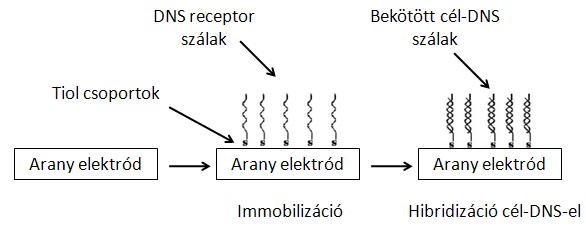 DNS receptor
szálak
Bekötött cél-DNS
szálak
Tiol csoportok
s s s s s
s s s s s
Arany elektród
Arany elektród
Arany elektród
Immobilizáció
Hibridizáció cél-DNS-el